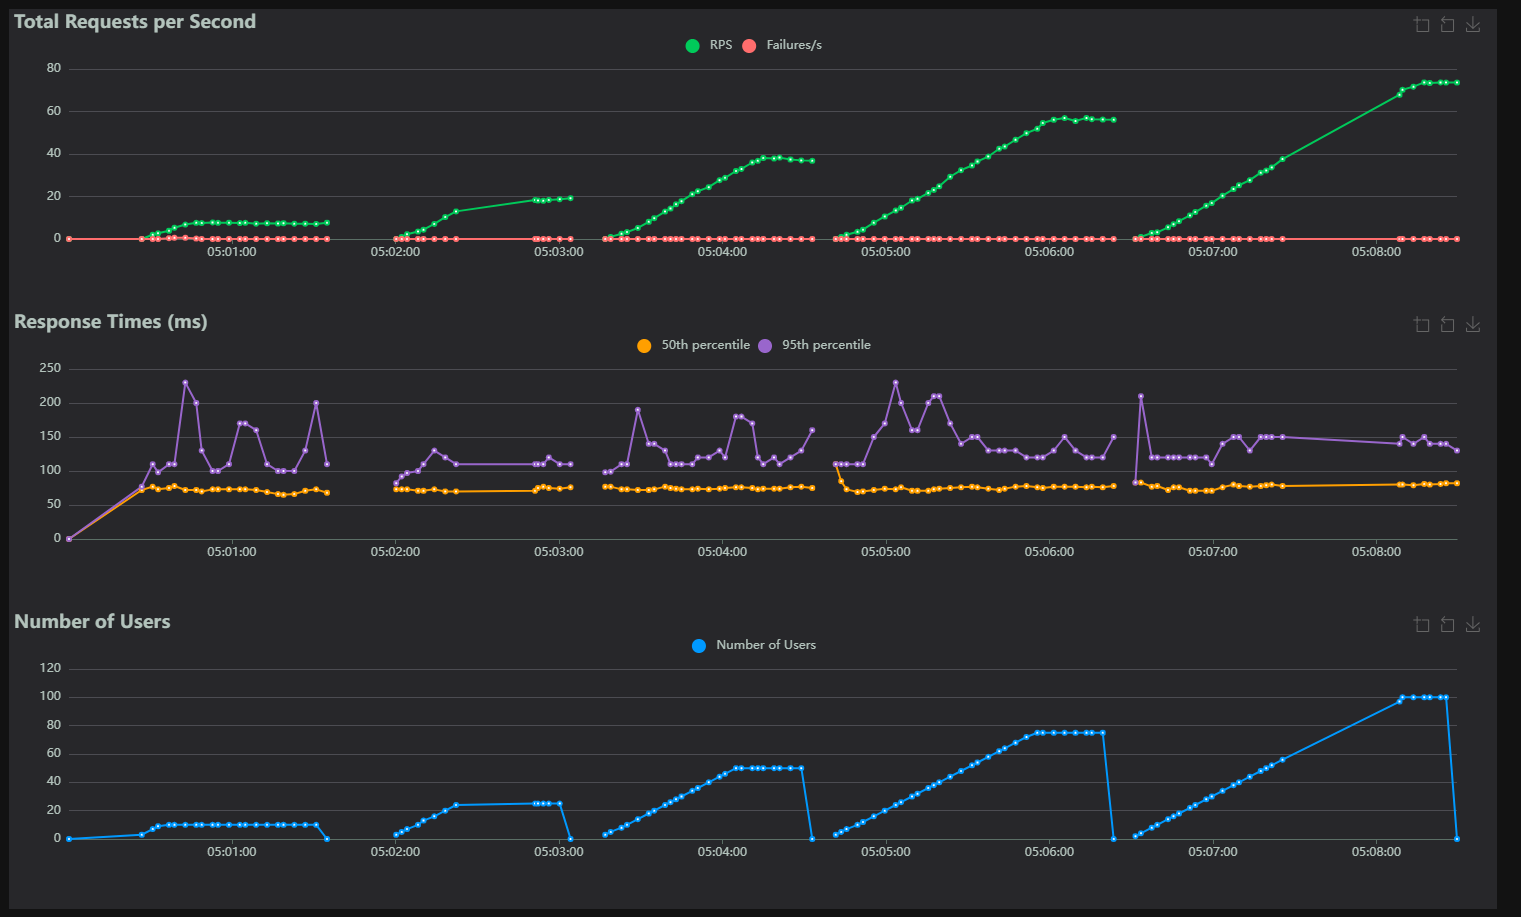 Total Requests per Second
RPS Failures/s
80
60
40
20
0
05:01:00 05:02:00 05:03:00 05:04:00 05:05:00 05:06:00 05:07:00 05:08:00
Response Times (ms)
50th percentile 95th percentile
250
200
150
100
50
0
05:01:00 05:02:00 05:03:00 05:04:00 05:05:00 05:06:00 05:07:00 05:08:00
Number of Users
Number of Users
120
100
80
60
40
20
0
05:01:00 05:02:00 05:03:00 05:04:00 05:05:00 05:06:00 05:07:00 05:08:00